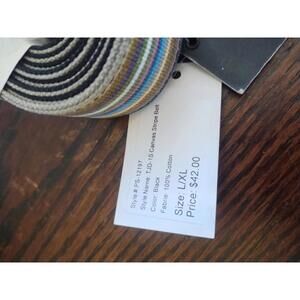 Style # PS-12197
Style Name: TJD-15 Canvas Stripe Belt
Color: Black
Fabric: 100% Cotton
Size: L/XL
Price: $42.00